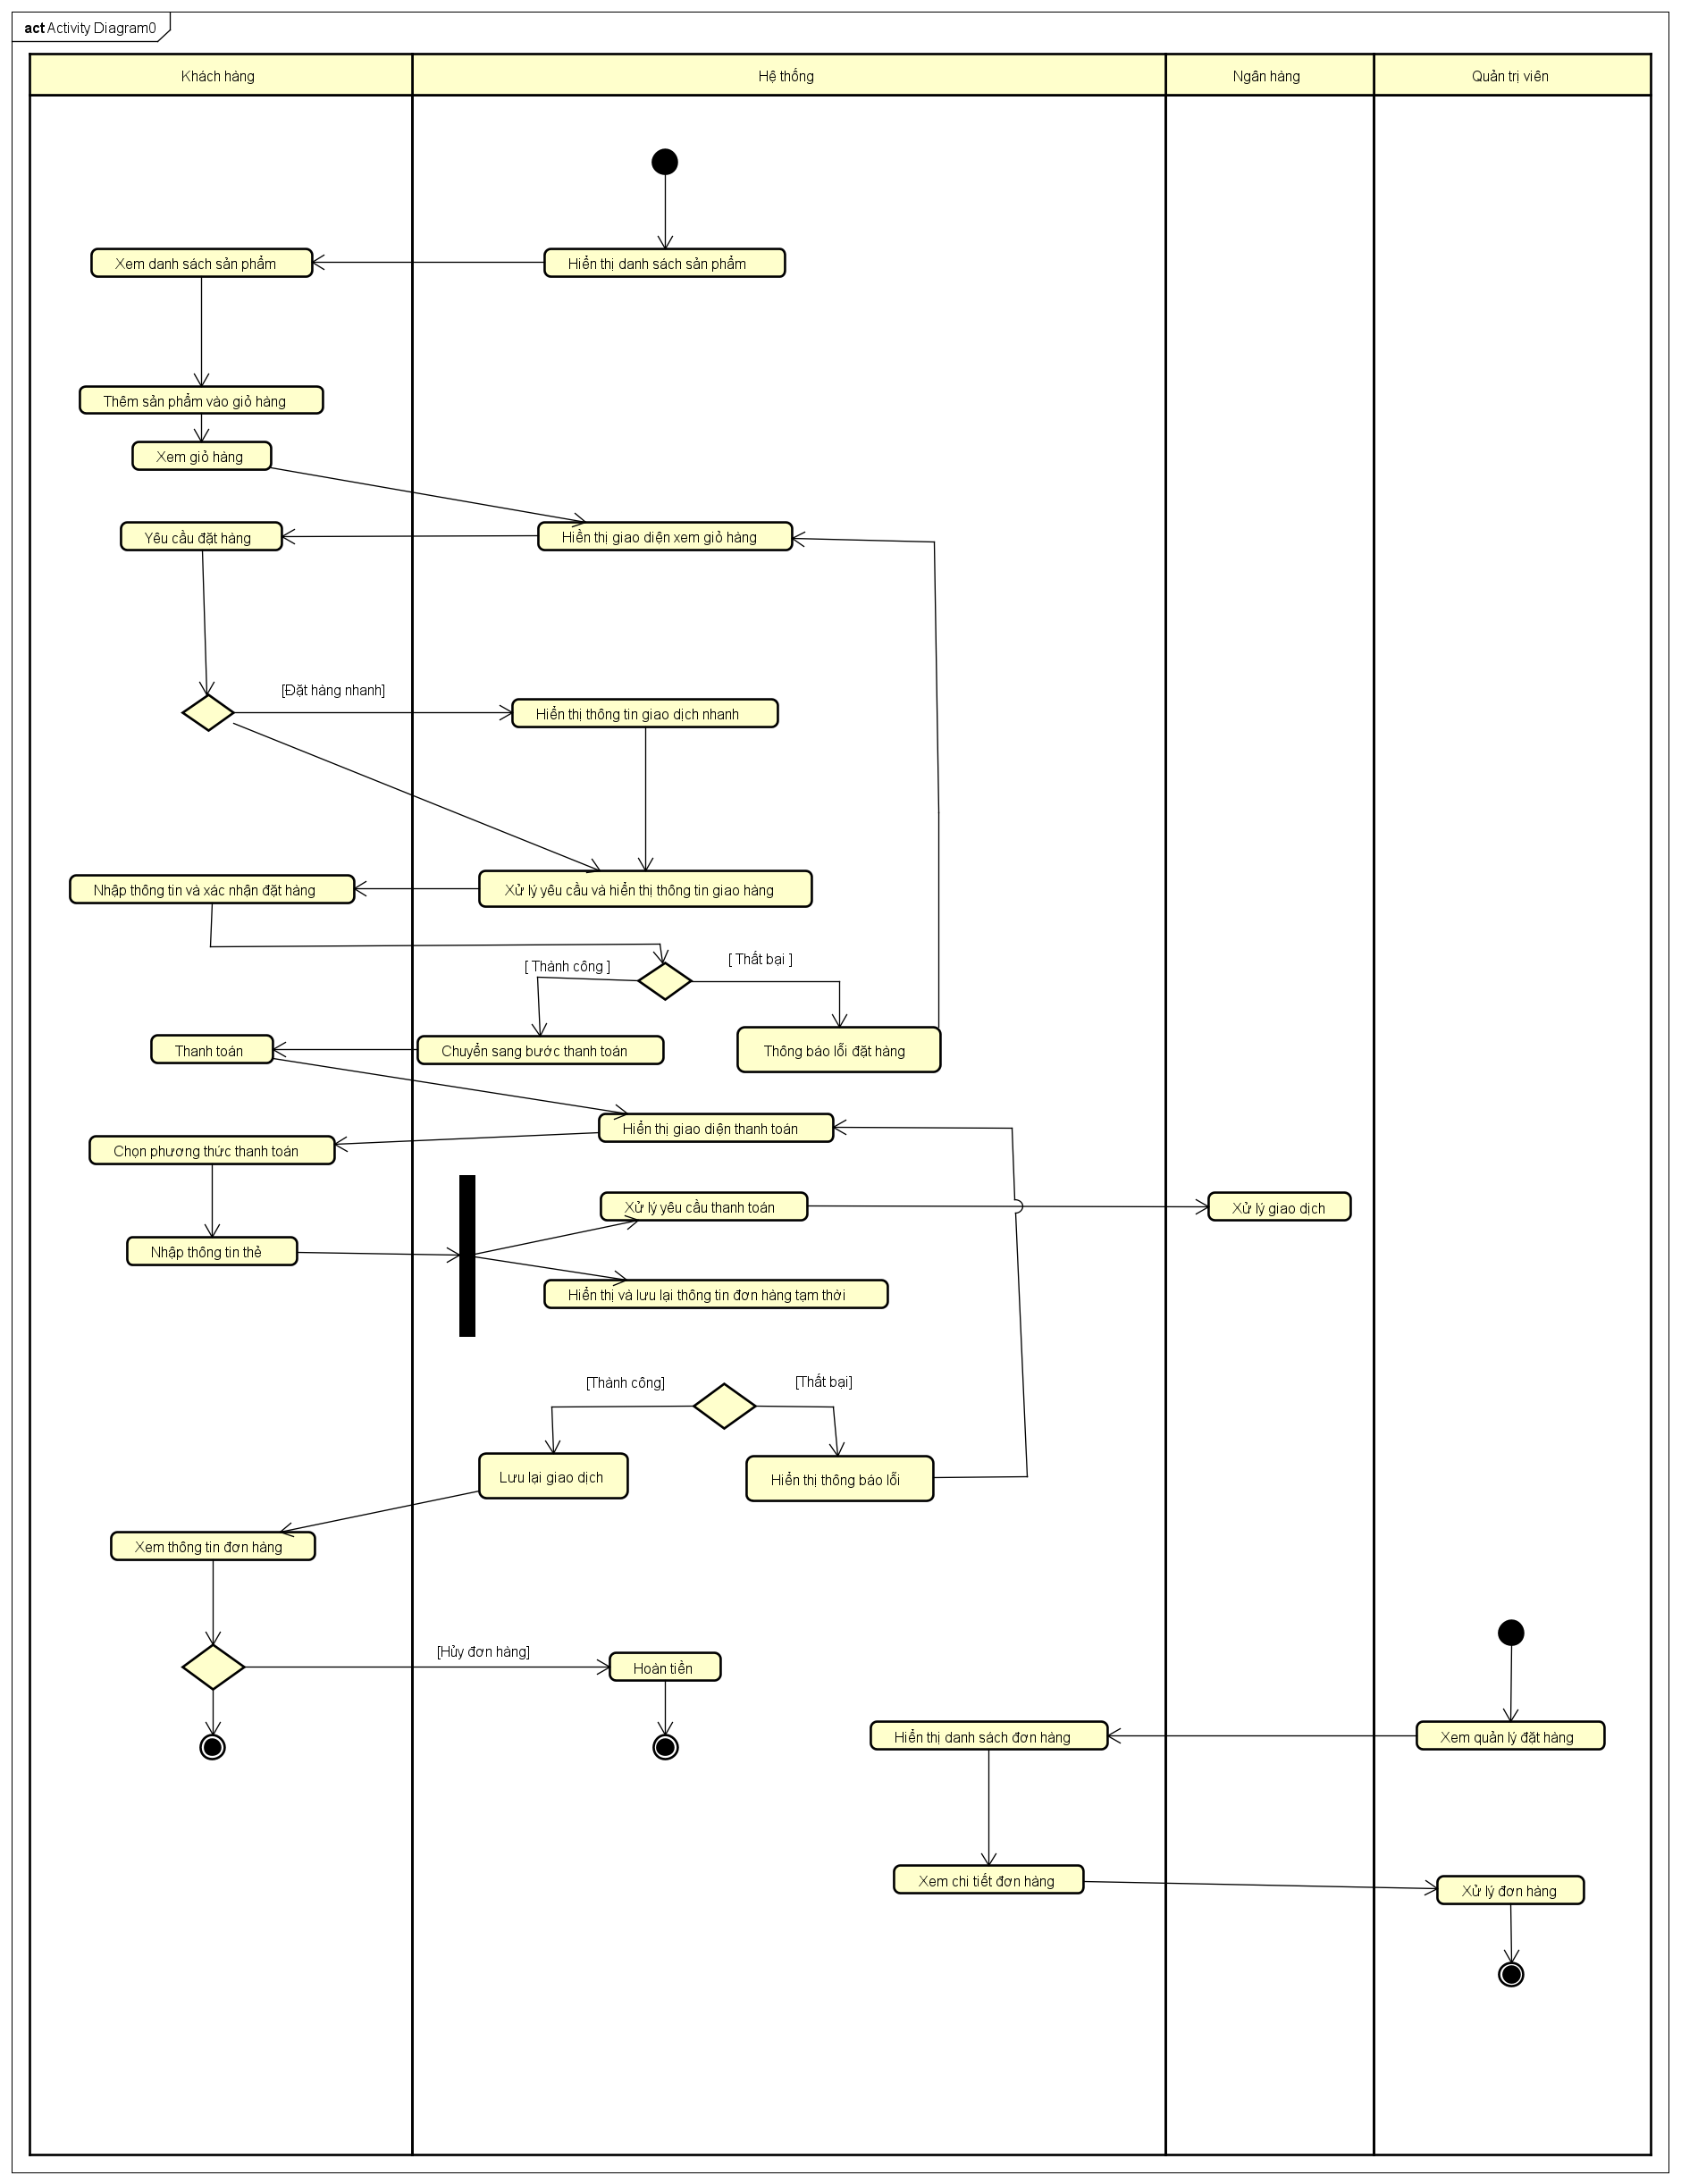 act Activity Diagram0
Khách hàng
Hệ thống
Ngân hàng
Quản trị viên
Xem danh sách sản phẩm
Hiển thị danh sách sản phẩm
Thêm sản phẩm vào giỏ hàng
Xem giỏ hàng
Yêu cầu đặt hàng
Hiển thị giao diện xem giỏ hàng
[Đặt hàng nhanh]
Hiển thị thông tin giao dịch nhanh
Nhập thông tin và xác nhận đặt hàng
Xử lý yêu cầu và hiển thị thông tin giao hàng
[ Thành công ]
[ Thất bại ]
Thanh toán
Chuyển sang bước thanh toán
Thông báo lỗi đặt hàng
Hiển thị giao diện thanh toán
Chọn phương thức thanh toán
Xử lý yêu cầu thanh toán
Xử lý giao dịch
Nhập thông tin thẻ
Hiển thị và lưu lại thông tin đơn hàng tạm thời
[Thành công]
[Thất bại]
Lưu lại giao dịch
Hiển thị thông báo lỗi
Xem thông tin đơn hàng
[Hủy đơn hàng]
Hoàn tiền
Hiển thị danh sách đơn hàng
Xem quản lý đặt hàng
Xem chi tiết đơn hàng
Xử lý đơn hàng